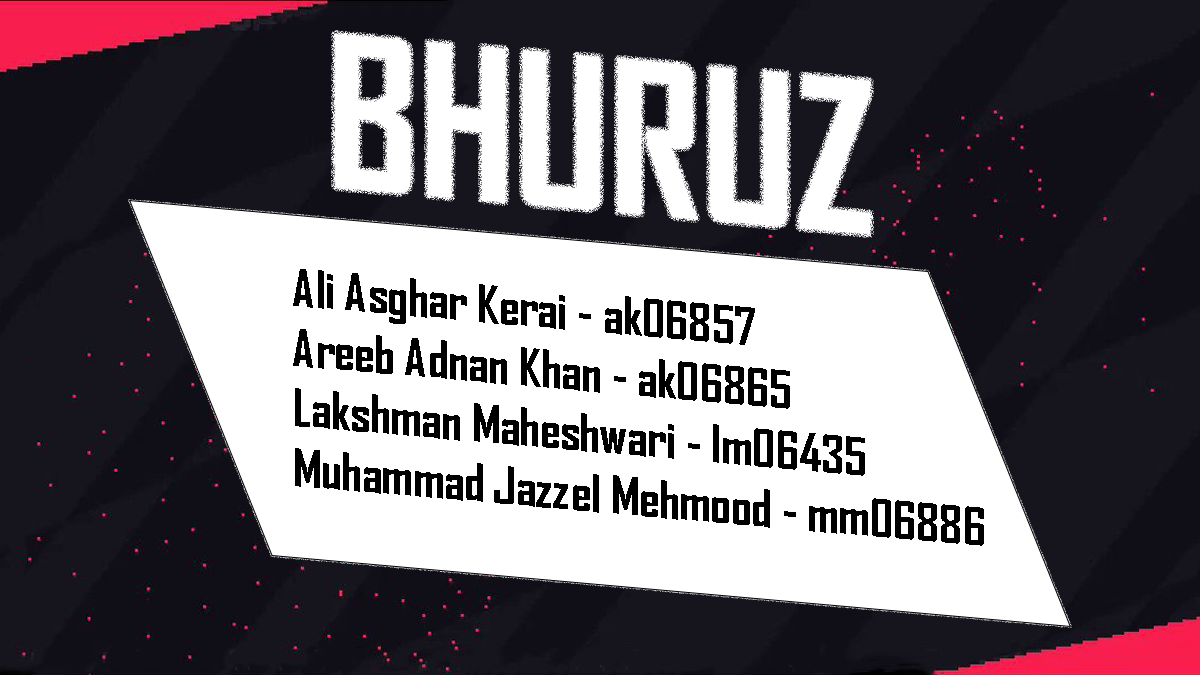 BHURUZ
Ali Asghar Kerai - ak06857
Areeb Adnan Khan - ak06865
Lakshman Maheshwari - lm06435
Muhammad Jazzel Mehmood - mm06886